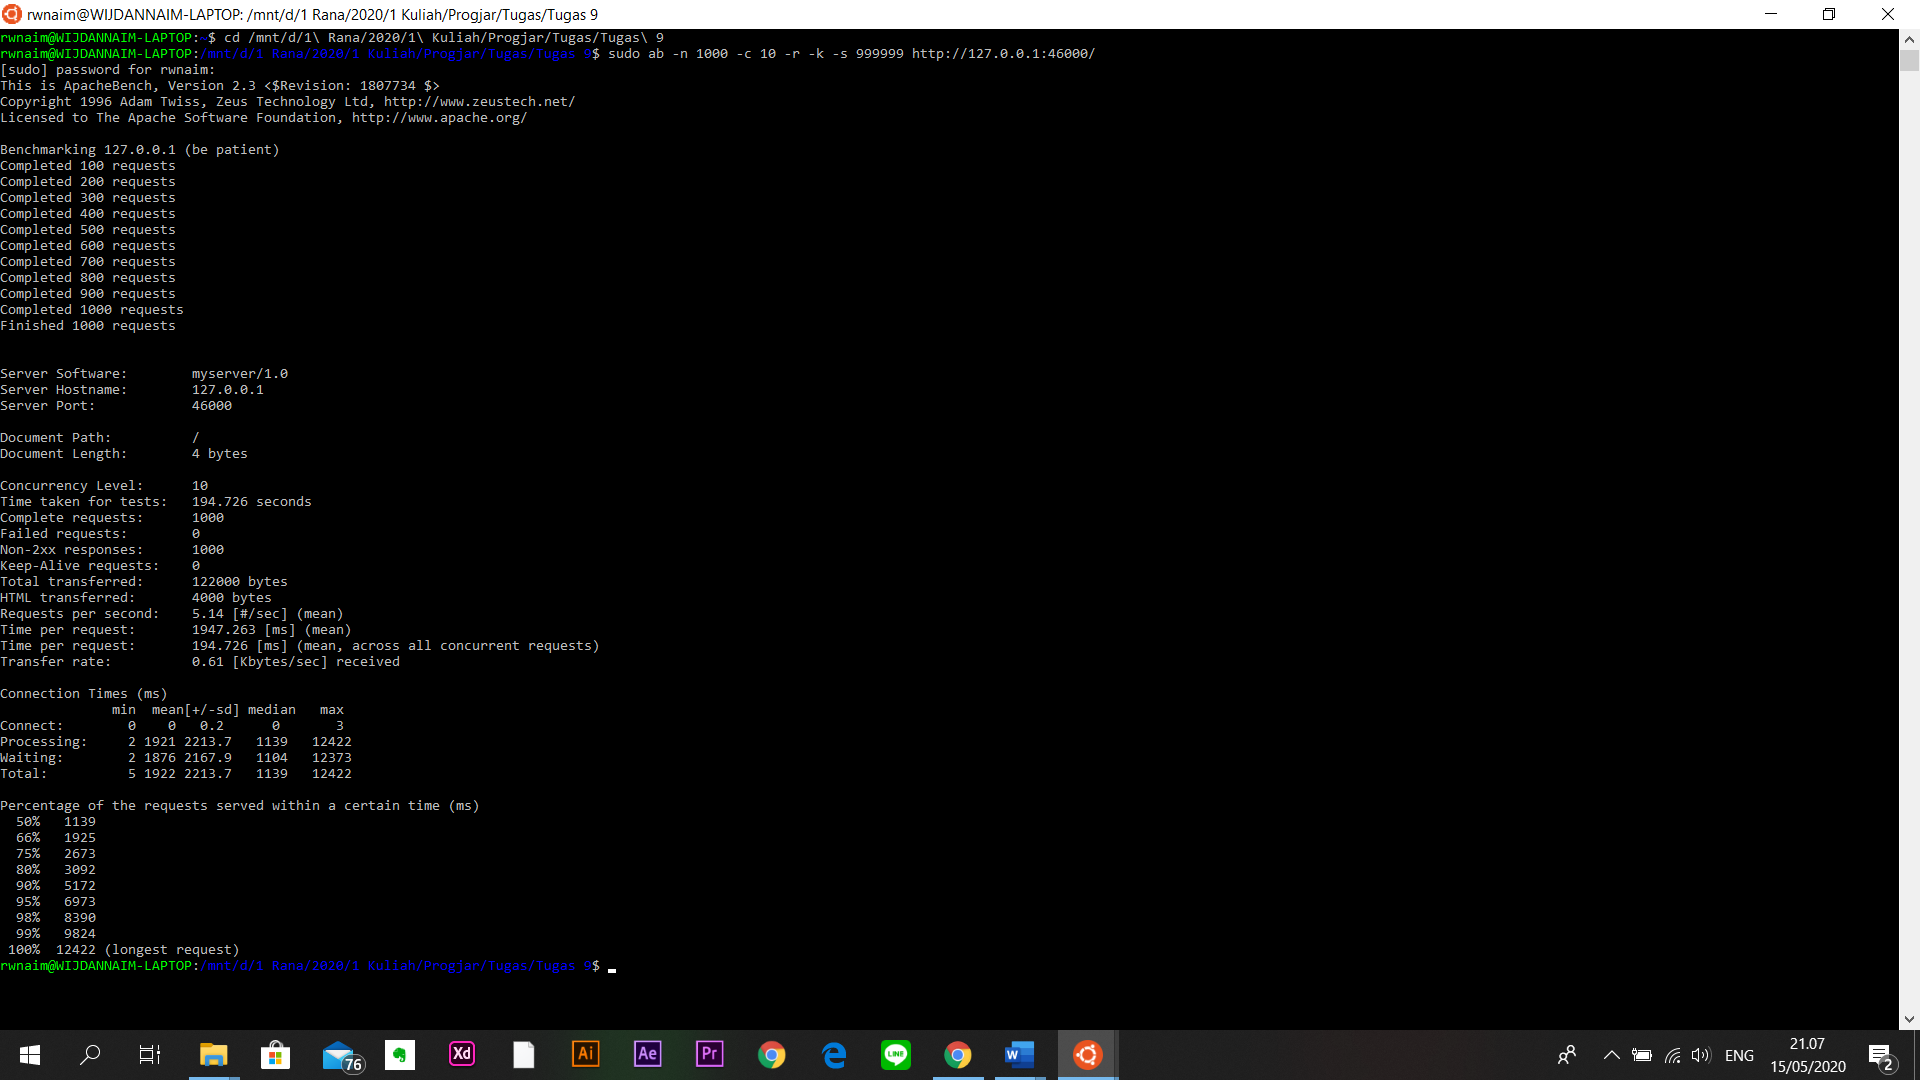 rwnaim@WIJDANNAIM-LAPTOP: /mnt/d/1 Rana/2020/1 Kuliah/Progjar/Tugas/Tugas 9
rwnaim@WIJDANNAIM-LAPTOP:~$ cd /mnt/d/1\ Rana/2020/1\ Kuliah/Progjar/Tugas/Tugas\ 9
rwnaim@WIJDANNAIM-LAPTOP:/mnt/d/1 Rana/2020/1 Kuliah/Progjar/Tugas/Tugas 9$ sudo ab -n 1000 -c 10 -r -k -s 999999 http://127.0.0.1:46000/
[sudo] password for rwnaim:
This is ApacheBench, Version 2.3 <$Revision: 1807734 $>
Copyright 1996 Adam Twiss, Zeus Technology Ltd, http://www.zeustech.net/
Licensed to The Apache Software Foundation, http://www.apache.org/

Benchmarking 127.0.0.1 (be patient)
Completed 100 requests
Completed 200 requests
Completed 300 requests
Completed 400 requests
Completed 500 requests
Completed 600 requests
Completed 700 requests
Completed 800 requests
Completed 900 requests
Completed 1000 requests
Finished 1000 requests

Server Software:        myserver/1.0
Server Hostname:        127.0.0.1
Server Port:            46000

Document Path:          /
Document Length:        4 bytes

Concurrency Level:      10
Time taken for tests:   194.726 seconds
Complete requests:      1000
Failed requests:        0
Non-2xx responses:      1000
Keep-Alive requests:    0
Total transferred:      122000 bytes
HTML transferred:       4000 bytes
Requests per second:    5.14 [#/sec] (mean)
Time per request:       1947.263 [ms] (mean)
Time per request:       194.726 [ms] (mean, across all concurrent requests)
Transfer rate:          0.61 [Kbytes/sec] received

Connection Times (ms)
              min  mean[+/-sd] median   max
Connect:        0    0   0.2      0       3
Processing:     2 1921 2213.7   1139   12422
Waiting:        2 1876 2167.9   1104   12373
Total:          5 1922 2213.7   1139   12422

Percentage of the requests served within a certain time (ms)
  50%   1139
  66%   1925
  75%   2673
  80%   3092
  90%   5172
  95%   6973
  98%   8390
  99%   9824
 100%  12422 (longest request)
rwnaim@WIJDANNAIM-LAPTOP:/mnt/d/1 Rana/2020/1 Kuliah/Progjar/Tugas/Tugas 9$
76
Xd
Ai
Ae
Pr
LINE
W
ENG
21.07
15/05/2020
2